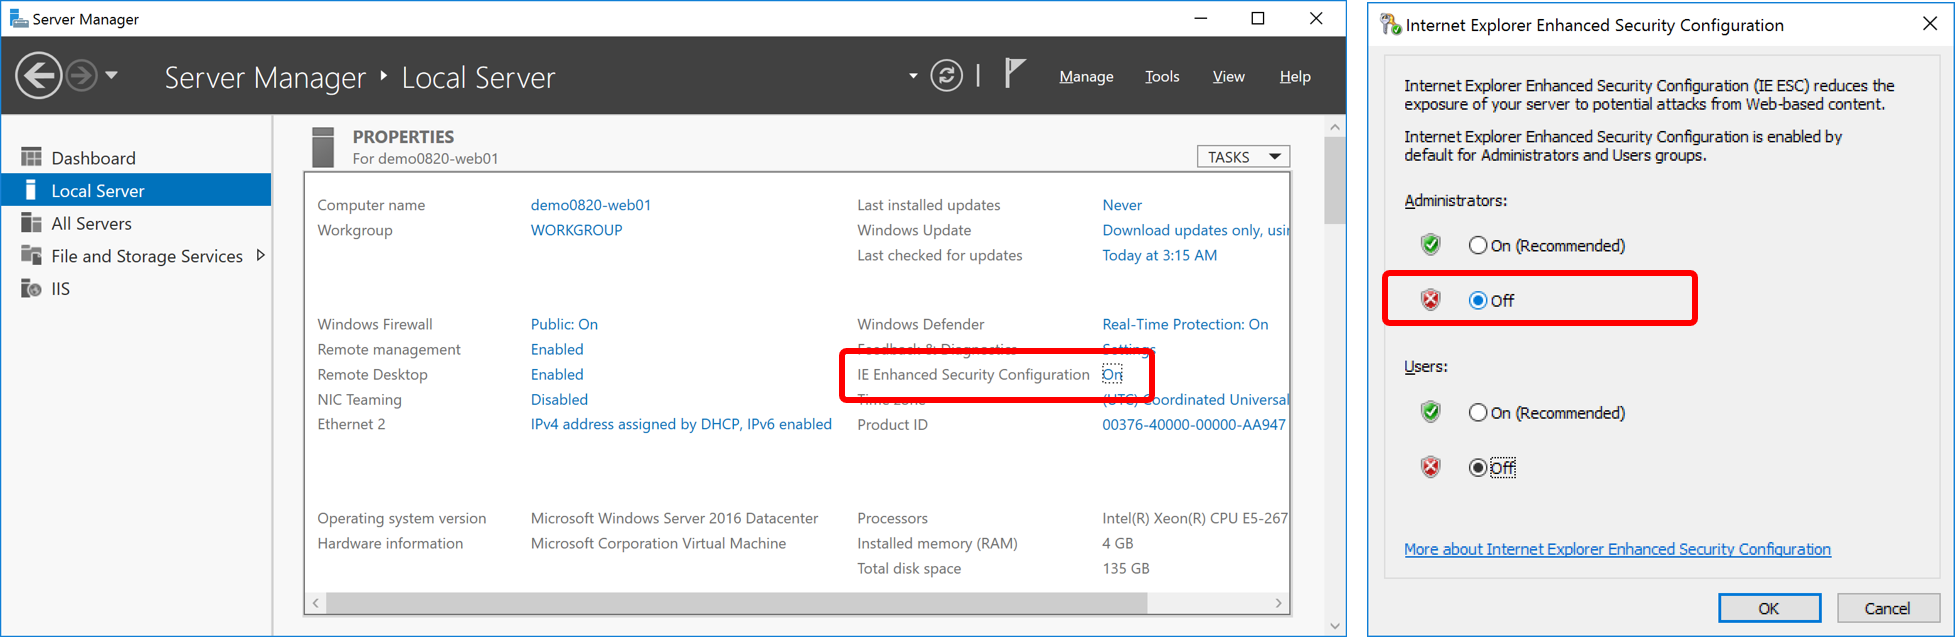 Server Manager
Server Manager ‣ Local Server
Manage Tools View Help
Dashboard
Local Server
All Servers
File and Storage Services
IIS
PROPERTIES
For demo0820-web01
TASKS
Computer name demo0820-web01 Last installed updates Never
Workgroup WORKGROUP Windows Update Download updates only, usin
Last checked for updates Today at 3:15 AM
Windows Firewall Public: On Windows Defender Real-Time Protection: On
Remote management Enabled Feedback & Diagnostics Settings
Remote Desktop Enabled IE Enhanced Security Configuration On
NIC Teaming Disabled Time zone (UTC) Coordinated Universal
Ethernet 2 IPv4 address assigned by DHCP, IPv6 enabled Product ID 00376-40000-00000-AA947
Operating system version Microsoft Windows Server 2016 Datacenter Processors Intel(R) Xeon(R) CPU E5-267
Hardware information Microsoft Corporation Virtual Machine Installed memory (RAM) 4 GB
Total disk space 135 GB
Internet Explorer Enhanced Security Configuration
Internet Explorer Enhanced Security Configuration (IE ESC) reduces the
exposure of your server to potential attacks from Web-based content.
Internet Explorer Enhanced Security Configuration is enabled by
default for Administrators and Users groups.
Administrators:
On (Recommended)
Off
Users:
On (Recommended)
Off
More about Internet Explorer Enhanced Security Configuration
OK Cancel